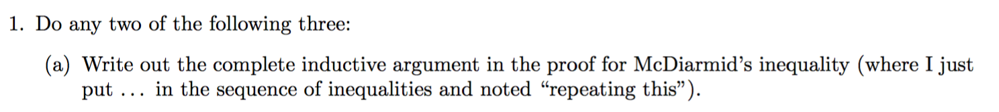 1. Do any two of the following three:
(a) Write out the complete inductive argument in the proof for McDiarmid’s inequality (where I just
put ... in the sequence of inequalities and noted “repeating this”).